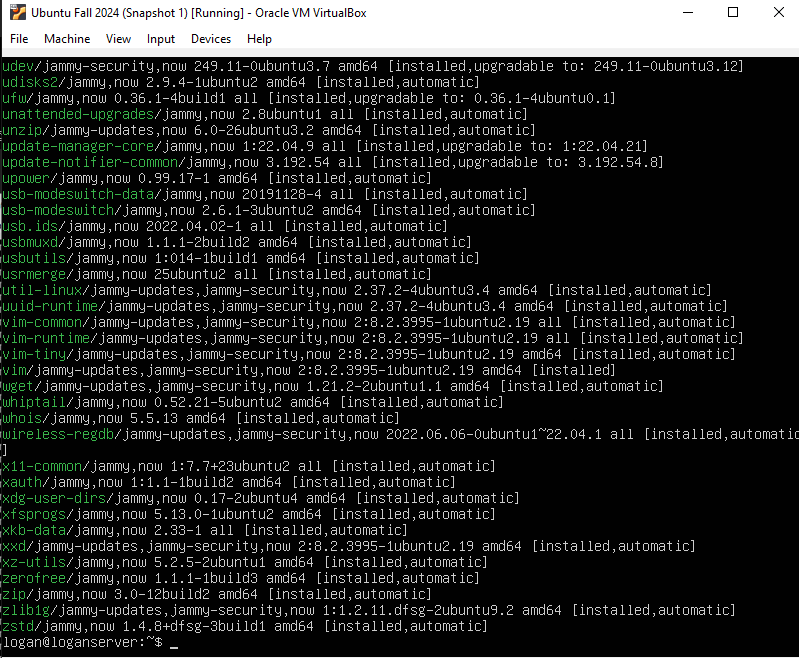 Ubuntu Fall 2024 (Snapshot 1) [Running] - Oracle VM VirtualBox
File Machine View Input Devices Help
udev/jammy-security,now 249.11-0ubuntu3.7 amd64 [installed,upgradable to: 249.11-0ubuntu3.12]
udisks2/jammy,now 2.9.4-1ubuntu2 amd64 [installed,automatic]
ufw/jammy,now 0.36.1-4build1 all [installed,upgradable to: 0.36.1-4ubuntu0.1]
unattended-upgrades/jammy,now 2.8ubuntu1 all [installed,automatic]
unzip/jammy-updates,now 6.0-26ubuntu3.2 amd64 [installed,automatic]
update-manager-core/jammy,now 1:22.04.9 all [installed,upgradable to: 1:22.04.21]
update-notifier-common/jammy,now 3.192.54 all [installed,upgradable to: 3.192.54.8]
upower/jammy,now 0.99.17-1 amd64 [installed,automatic]
usb-modeswitch-data/jammy,now 20191128-4 all [installed,automatic]
usb-modeswitch/jammy,now 2.6.1-3ubuntu2 amd64 [installed,automatic]
usb.ids/jammy,now 2022.04.02-1 all [installed,automatic]
usbmuxd/jammy,now 1.1.1-2build2 amd64 [installed,automatic]
usbutils/jammy,now 1:014-1build1 amd64 [installed,automatic]
usrmerge/jammy,now 25ubuntu2 all [installed,automatic]
util-linux/jammy-updates,jammy-security,now 2.37.2-4ubuntu3.4 amd64 [installed,automatic]
uuid-runtime/jammy-updates,jammy-security,now 2.37.2-4ubuntu3.4 amd64 [installed,automatic]
vim-common/jammy-updates,jammy-security,now 2:8.2.3995-1ubuntu2.19 all [installed,automatic]
vim-runtime/jammy-updates,jammy-security,now 2:8.2.3995-1ubuntu2.19 all [installed,automatic]
vim-tiny/jammy-updates,jammy-security,now 2:8.2.3995-1ubuntu2.19 amd64 [installed,automatic]
vim/jammy-updates,jammy-security,now 2:8.2.3995-1ubuntu2.19 amd64 [installed]
wget/jammy-updates,jammy-security,now 1.21.2-2ubuntu1.1 amd64 [installed,automatic]
whiptail/jammy,now 0.52.21-5ubuntu2 amd64 [installed,automatic]
whois/jammy,now 5.5.13 amd64 [installed,automatic]
wireless-regdb/jammy-updates,jammy-security,now 2022.06.06-0ubuntu1~22.04.1 all [installed,automatic
]
x11-common/jammy,now 1:7.7+23ubuntu2 all [installed,automatic]
xauth/jammy,now 1:1.1-1build2 amd64 [installed,automatic]
xdg-user-dirs/jammy,now 0.17-2ubuntu4 amd64 [installed,automatic]
xfsprogs/jammy,now 5.13.0-1ubuntu2 amd64 [installed,automatic]
xkb-data/jammy,now 2.33-1 all [installed,automatic]
xxd/jammy-updates,jammy-security,now 2:8.2.3995-1ubuntu2.19 amd64 [installed,automatic]
xz-utils/jammy,now 5.2.5-2ubuntu1 amd64 [installed,automatic]
zerofree/jammy,now 1.1.1-1build3 amd64 [installed,automatic]
zip/jammy,now 3.0-12build2 amd64 [installed,automatic]
zlib1g/jammy-updates,jammy-security,now 1:1.2.11.dfsg-2ubuntu9.2 amd64 [installed,automatic]
zstd/jammy,now 1.4.8+dfsg-3build1 amd64 [installed,automatic]
logan@loganserver:~$ _